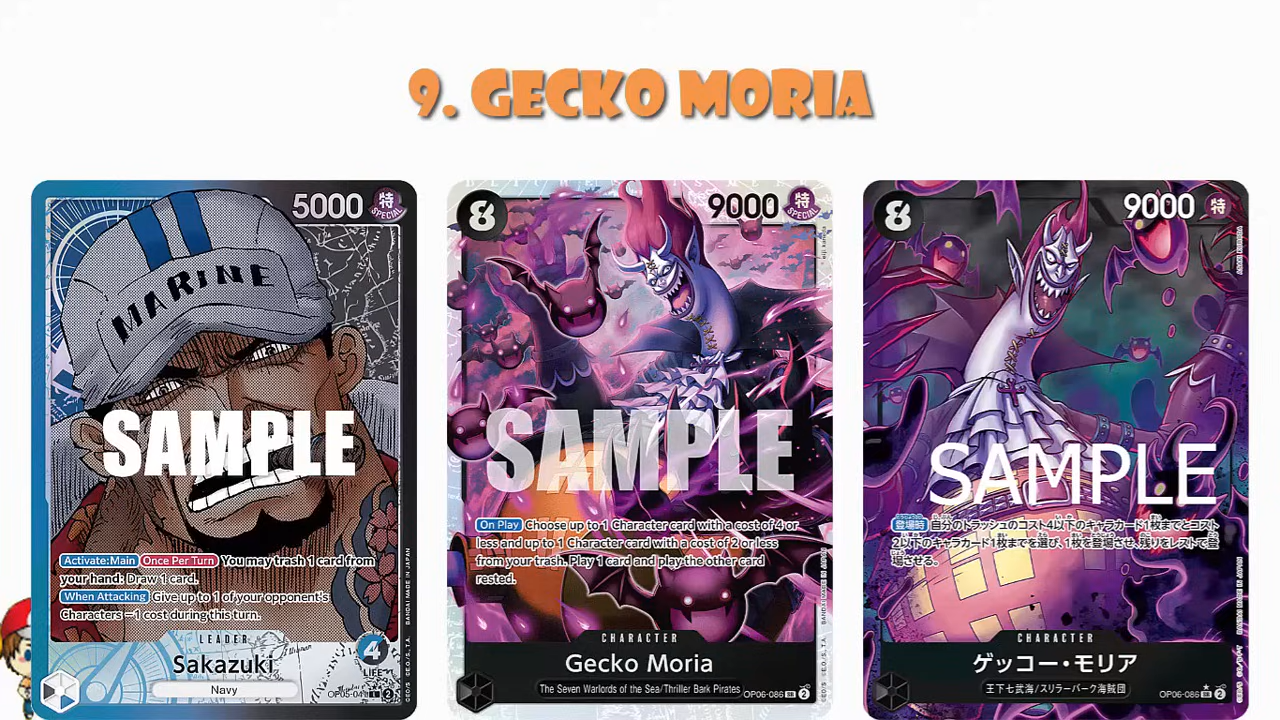 9. GECKO MORIA
5000
特
SPECIAL
MARINE
SAMPLE
Activate:Main Once Per Turn You may trash 1 card from
your hand: Draw 1 card.
When Attacking Give up to 1 of your opponent's
Characters −1 cost during this turn.
LEADER
Sakazuki
Navy
4
LIFE
8
9000
特
SPECIAL
SAMPLE
On Play Choose up to 1 Character card with a cost of 4 or
less and up to 1 Character card with a cost of 2 or less
from your trash. Play 1 card and play the other card
rested.
CHARACTER
Gecko Moria
The Seven Warlords of the Sea/Thriller Bark Pirates
OP06-086 SR 2
BANDAI MADE IN JAPAN
8
9000
特
SAMPLE
登場時 自分のトラッシュのコスト4以下のキャラカード1枚までとコスト
2以下のキャラカード1枚までを選び、1枚を登場させ、残りをレストで登
場させる。
CHARACTER
ゲッコー・モリア
王下七武海/スリラーバーク海賊団
OP06-086 SR 2